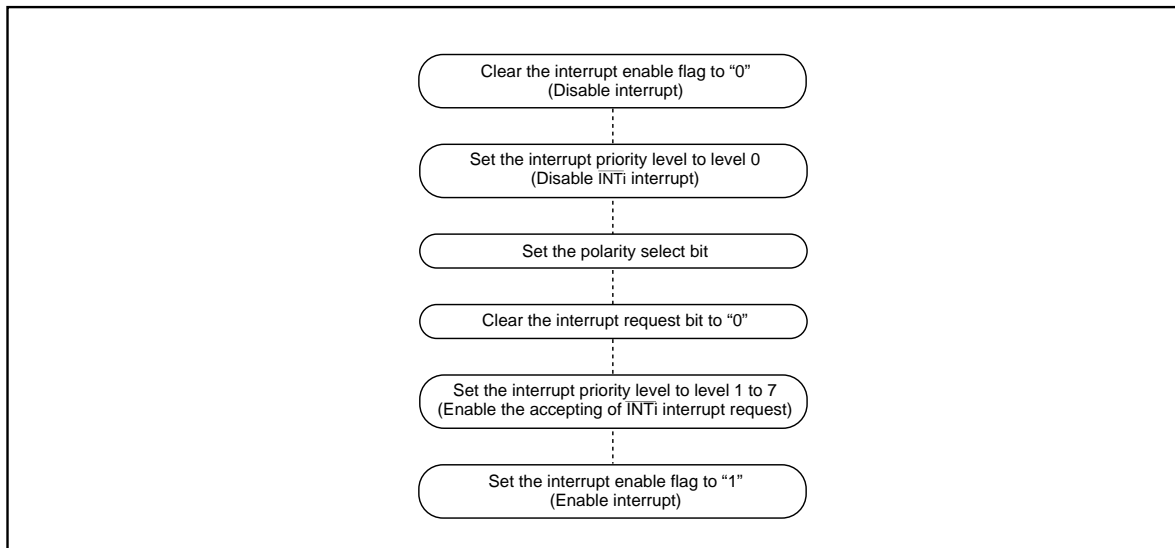 Clear the interrupt enable flag to “0”
(Disable interrupt)
Set the interrupt priority level to level 0
(Disable I̅N̅T̅i̅ interrupt)
Set the polarity select bit
Clear the interrupt request bit to “0”
Set the interrupt priority level to level 1 to 7
(Enable the accepting of I̅N̅T̅i̅ interrupt request)
Set the interrupt enable flag to “1”
(Enable interrupt)